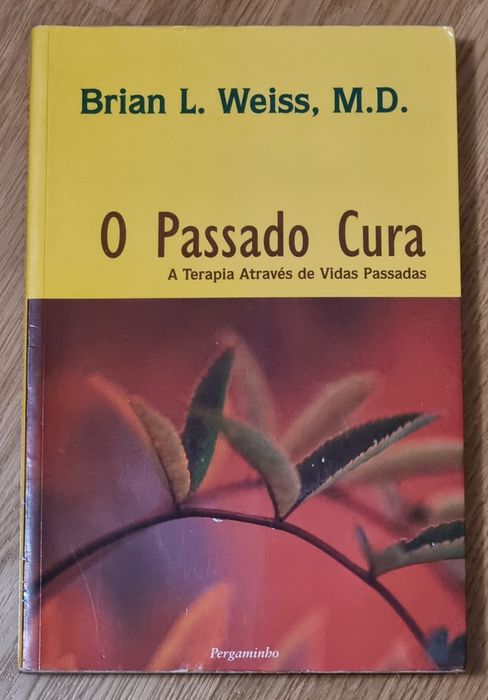 Brian L. Weiss, M.D.
O Passado Cura
A Terapia Através de Vidas Passadas
Pergaminho